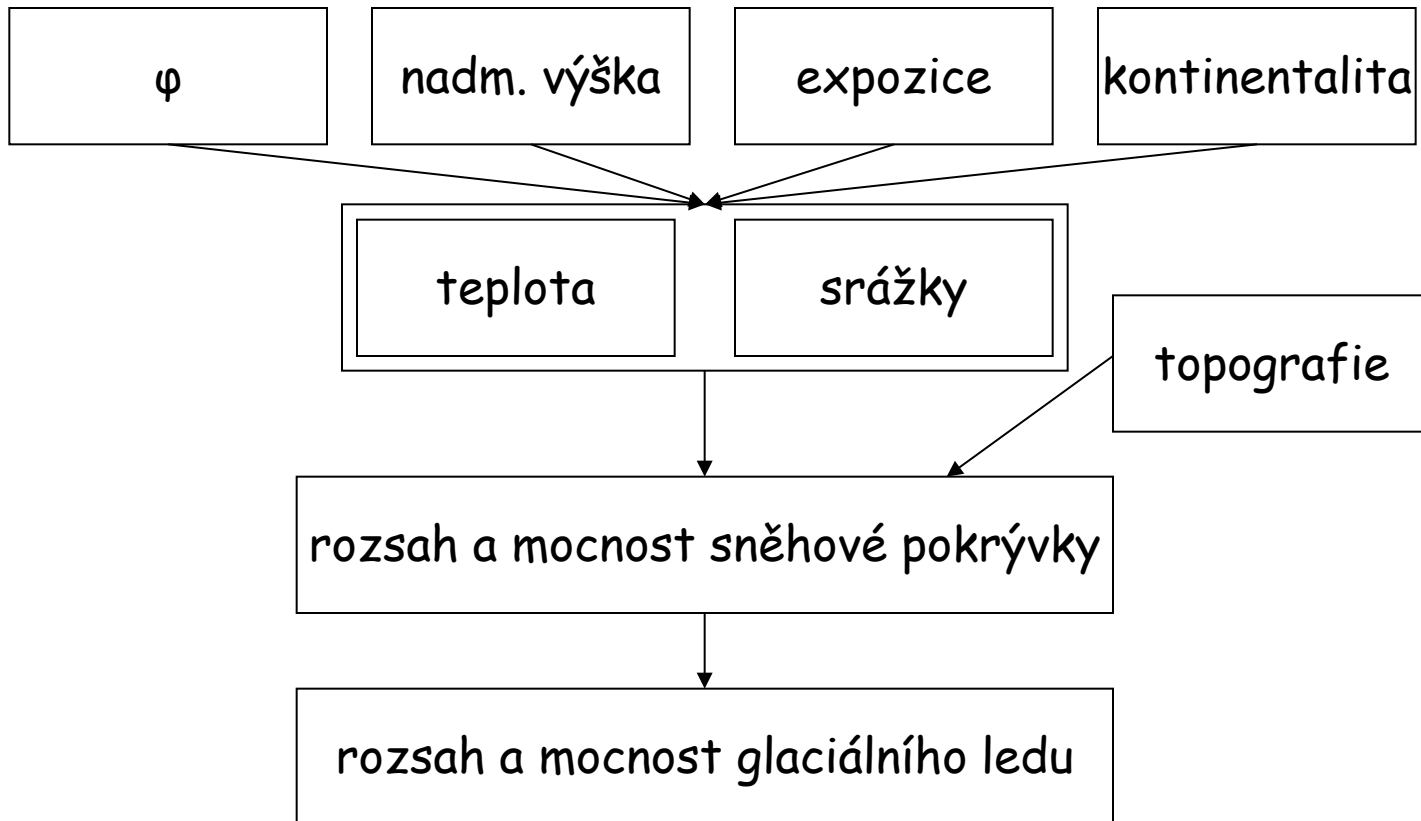 φ
nadm. výška
expozice
kontinentalita
teplota
srážky
topografie
rozsah a mocnost sněhové pokrývky
rozsah a mocnost glaciálního ledu